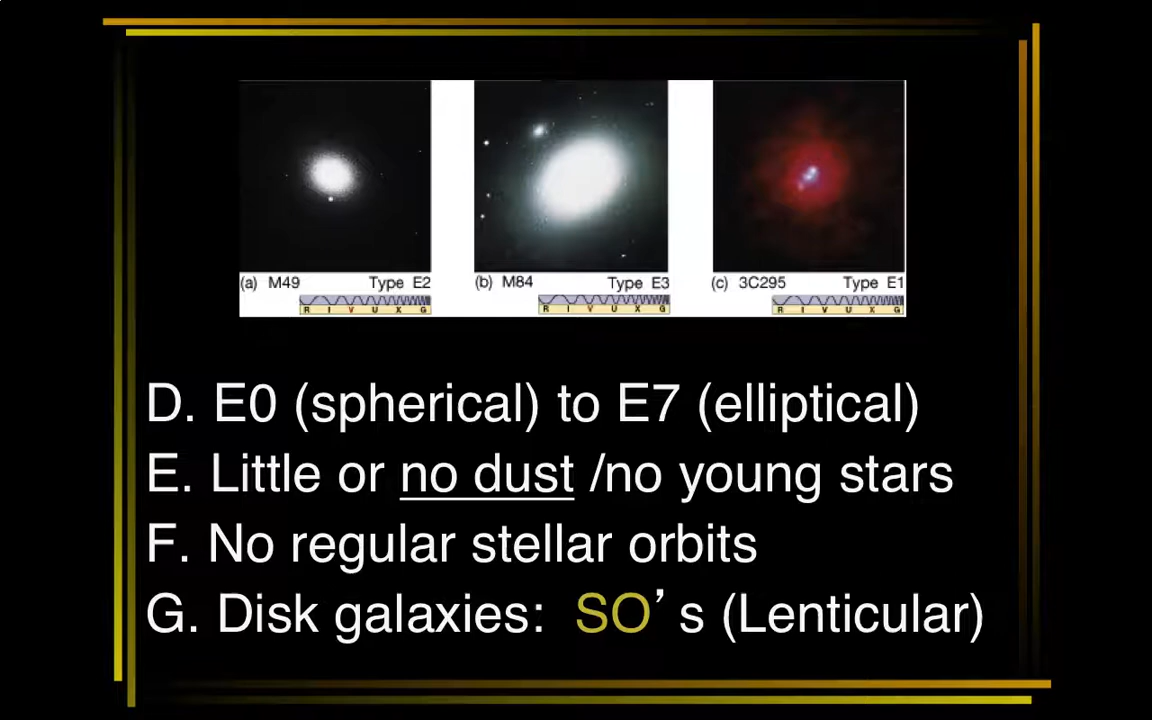 (a) M49 Type E2 (b) M84 Type E3 (c) 3C295 Type E1
R I V U X G R I V U X G R I V U X G
D. E0 (spherical) to E7 (elliptical)
E. Little or no dust /no young stars
F. No regular stellar orbits
G. Disk galaxies: SO’s (Lenticular)